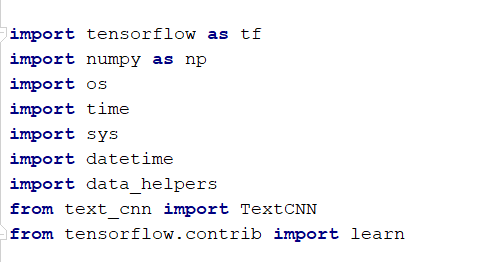 import tensorflow as tf
import numpy as np
import os
import time
import sys
import datetime
import data_helpers
from text_cnn import TextCNN
from tensorflow.contrib import learn